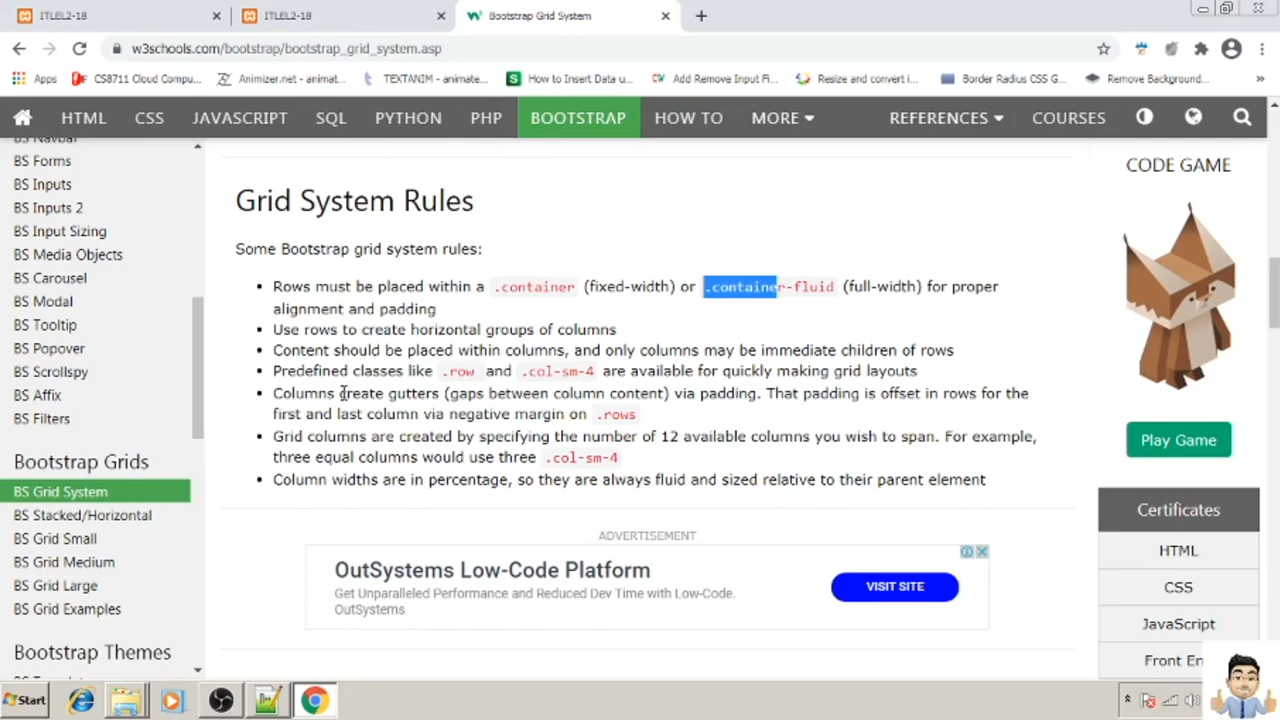 ITLEL2-18
ITLEL2-18
Bootstrap Grid System
w3schools.com/bootstrap/bootstrap_grid_system.asp
Apps
CS8711 Cloud Compu...
Animizer.net - animat...
TEXTANIM - animate...
How to Insert Data u...
Add Remove Input Fi...
Resize and convert i...
Border Radius CSS G...
Remove Background...
HTML
CSS
JAVASCRIPT
SQL
PYTHON
PHP
BOOTSTRAP
HOW TO
MORE
REFERENCES
COURSES
BS Navbar
BS Forms
BS Inputs
BS Inputs 2
BS Input Sizing
BS Media Objects
BS Carousel
BS Modal
BS Tooltip
BS Popover
BS Scrollspy
BS Affix
BS Filters
Bootstrap Grids
BS Grid System
BS Stacked/Horizontal
BS Grid Small
BS Grid Medium
BS Grid Large
BS Grid Examples
Bootstrap Themes
Grid System Rules
Some Bootstrap grid system rules:
Rows must be placed within a .container (fixed-width) or .container-fluid (full-width) for proper
alignment and padding
Use rows to create horizontal groups of columns
Content should be placed within columns, and only columns may be immediate children of rows
Predefined classes like .row and .col-sm-4 are available for quickly making grid layouts
Columns create gutters (gaps between column content) via padding. That padding is offset in rows for the
first and last column via negative margin on .rows
Grid columns are created by specifying the number of 12 available columns you wish to span. For example,
three equal columns would use three .col-sm-4
Column widths are in percentage, so they are always fluid and sized relative to their parent element
ADVERTISEMENT
OutSystems Low-Code Platform
Get Unparalleled Performance and Reduced Dev Time with Low-Code.
OutSystems
VISIT SITE
CODE GAME
Play Game
Certificates
HTML
CSS
JavaScript
Front En
Start